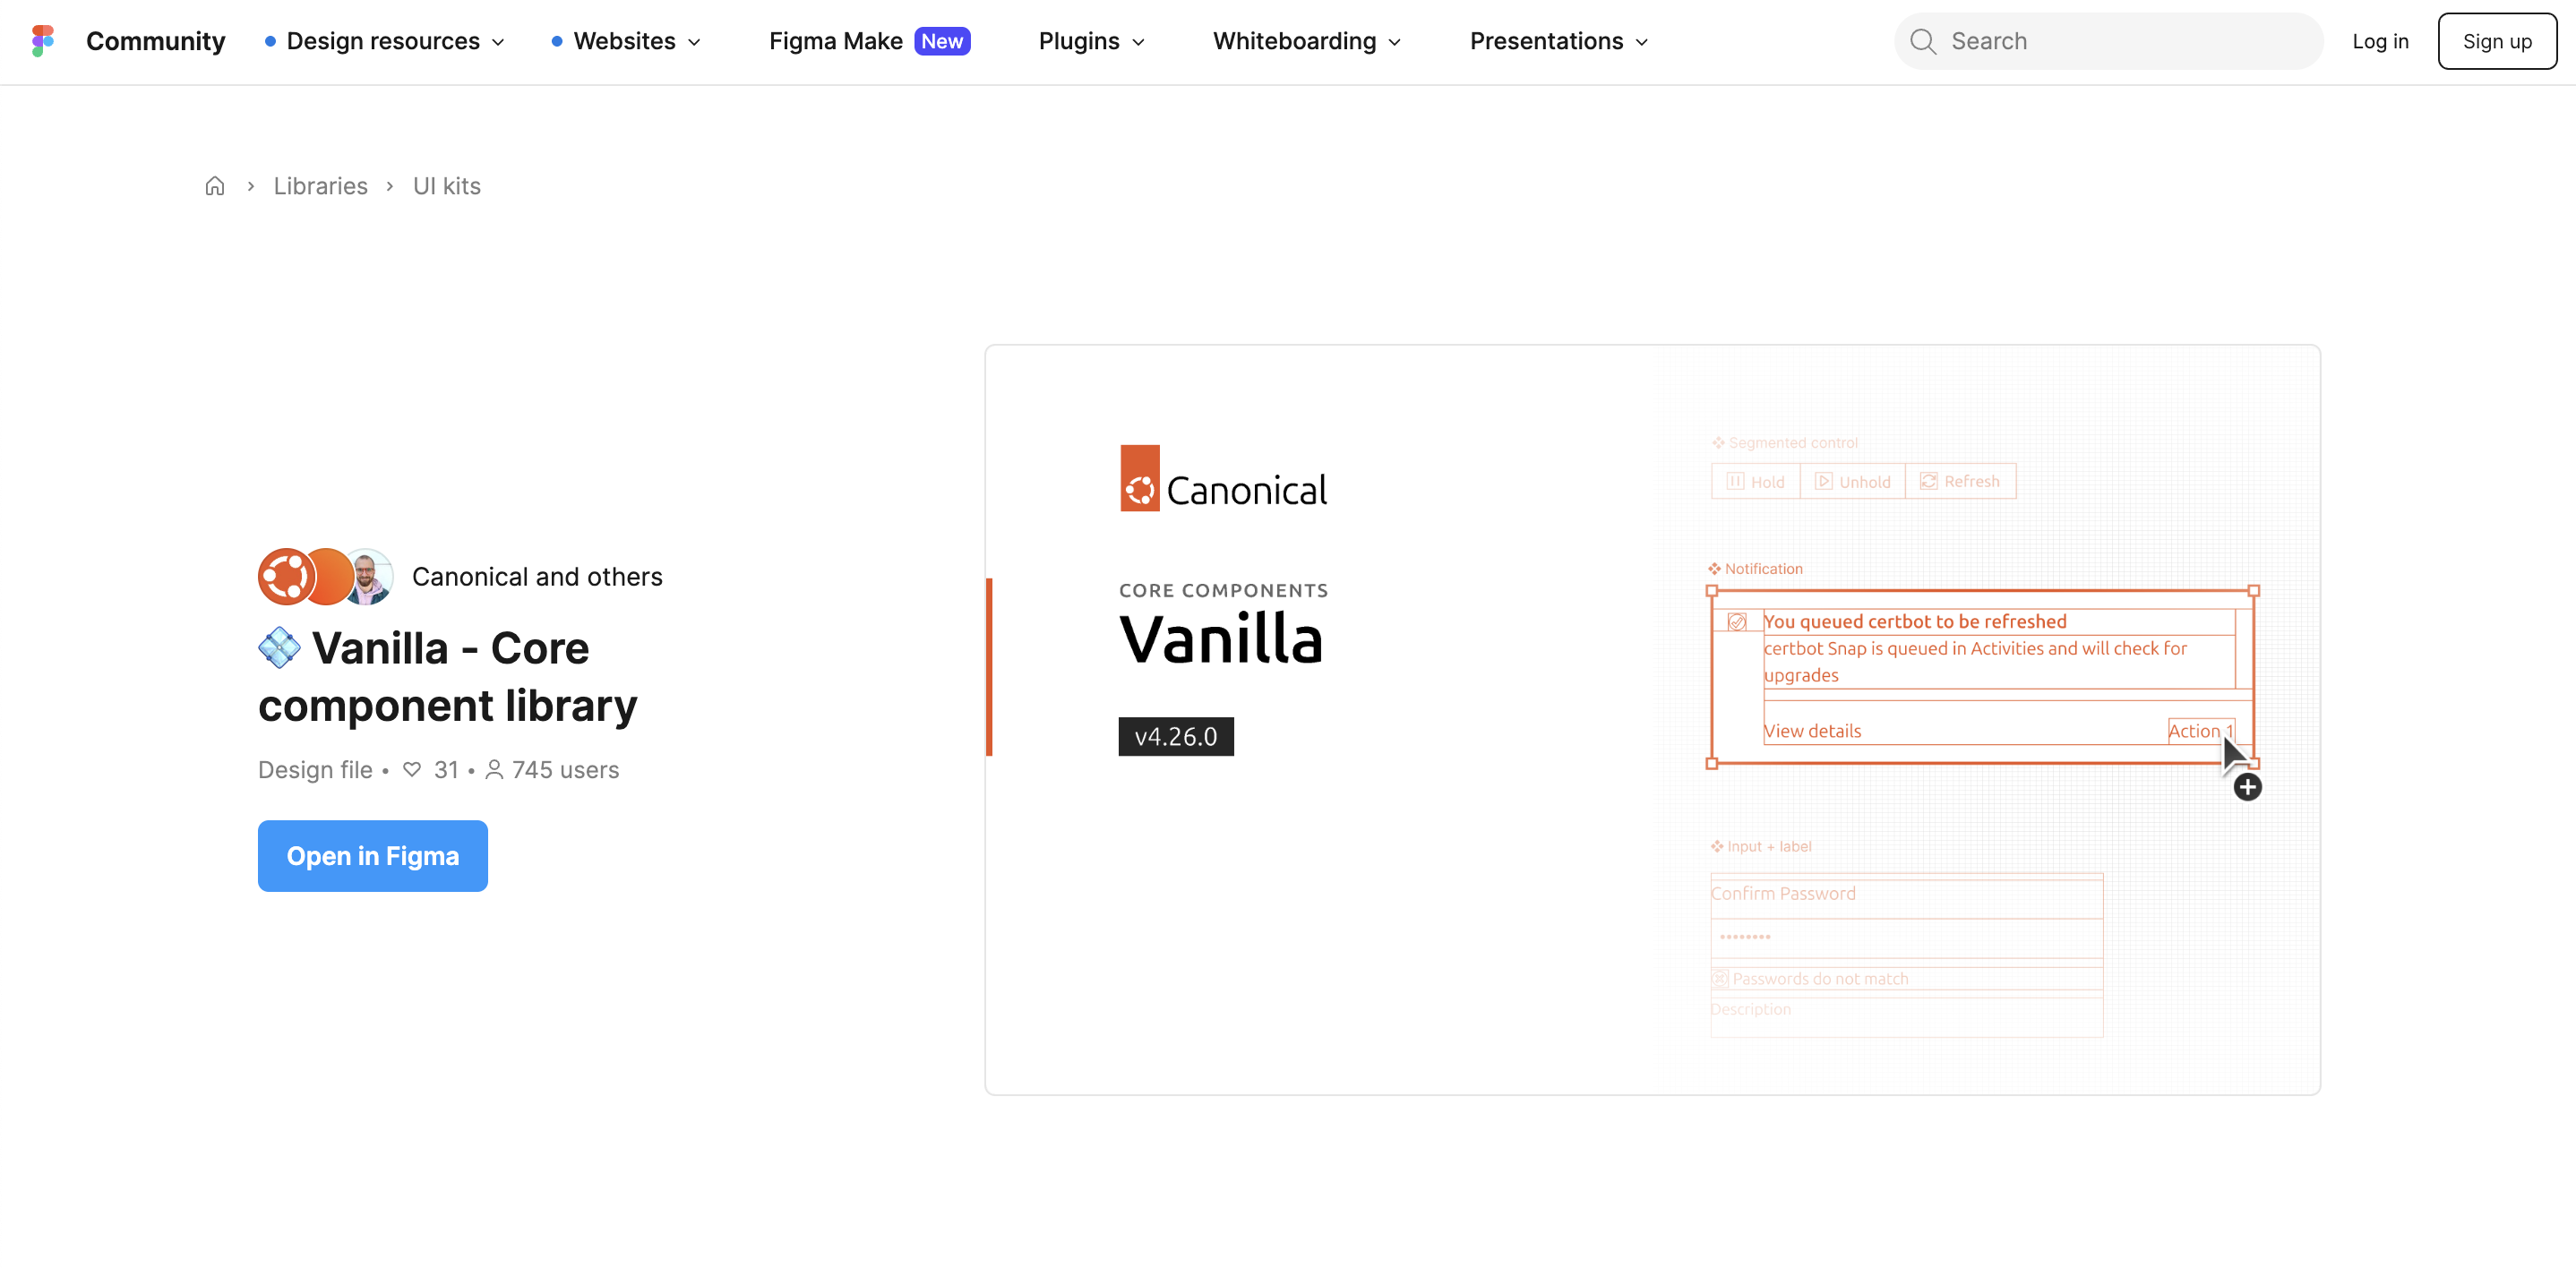 Community
Design resources
Websites
Figma Make New
Plugins
Whiteboarding
Presentations
Search
Log in
Sign up
Libraries
UI kits
Canonical and others
Vanilla - Core
component library
Design file • 31 • 745 users
Open in Figma
Canonical
CORE COMPONENTS
Vanilla
v4.26.0
Segmented control
Hold
Unhold
Refresh
Notification
You queued certbot to be refreshed
certbot Snap is queued in Activities and will check for
upgrades
View details
Action 1
Input + label
Confirm Password
••••••••
Passwords do not match
Description